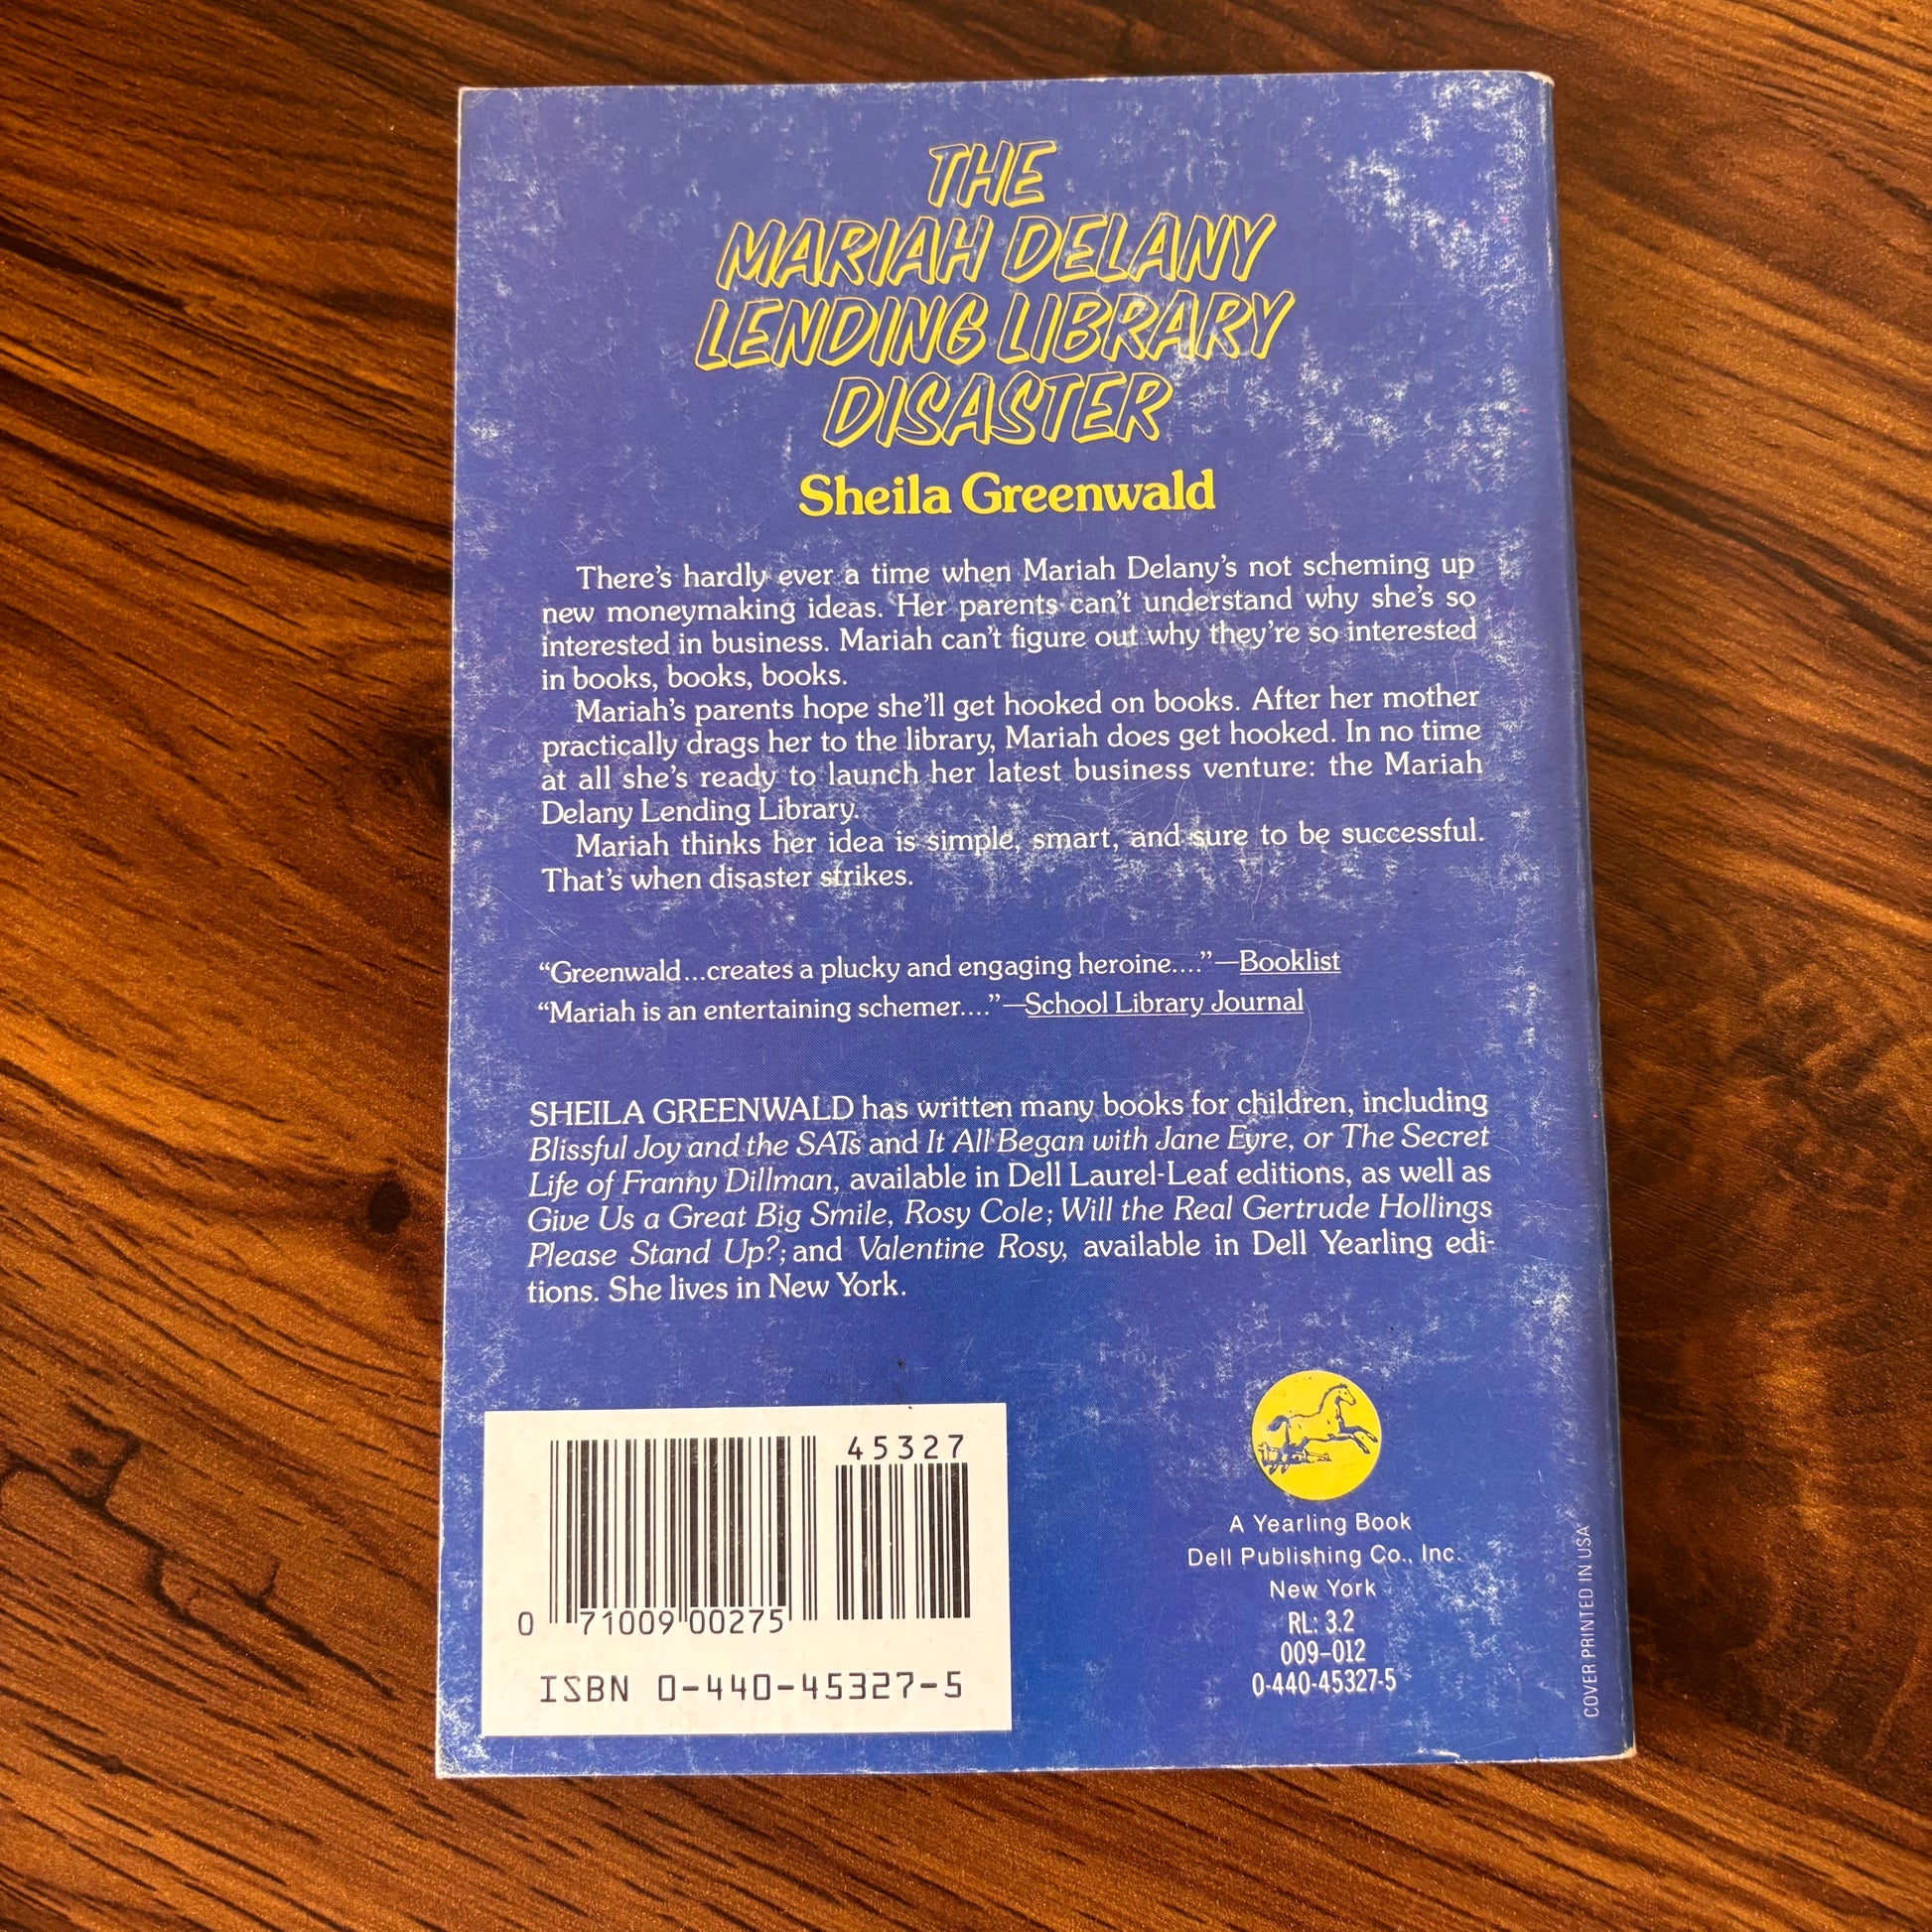 THE
MARIAH DELANY
LENDING LIBRARY
DISASTER
Sheila Greenwald
There's hardly ever a time when Mariah Delany's not scheming up
new moneymaking ideas. Her parents can't understand why she's so
interested in business. Mariah can't figure out why they're so interested
in books, books, books.
Mariah's parents hope she'll get hooked on books. After her mother
practically drags her to the library, Mariah does get hooked. In no time
at all she's ready to launch her latest business venture: the Mariah
Delany Lending Library.
Mariah thinks her idea is simple, smart, and sure to be successful.
That's when disaster strikes.
“Greenwald...creates a plucky and engaging heroine....”—Booklist
“Mariah is an entertaining schemer....”—School Library Journal
SHEILA GREENWALD has written many books for children, including
Blissful Joy and the SATs and It All Began with Jane Eyre, or The Secret
Life of Franny Dillman, available in Dell Laurel-Leaf editions, as well as
Give Us a Great Big Smile, Rosy Cole; Will the Real Gertrude Hollings
Please Stand Up?; and Valentine Rosy, available in Dell Yearling edi-
tions. She lives in New York.
45327
0 71009 00275
ISBN 0-440-45327-5
A Yearling Book
Dell Publishing Co., Inc.
New York
RL: 3.2
009-012
0-440-45327-5
COVER PRINTED IN USA